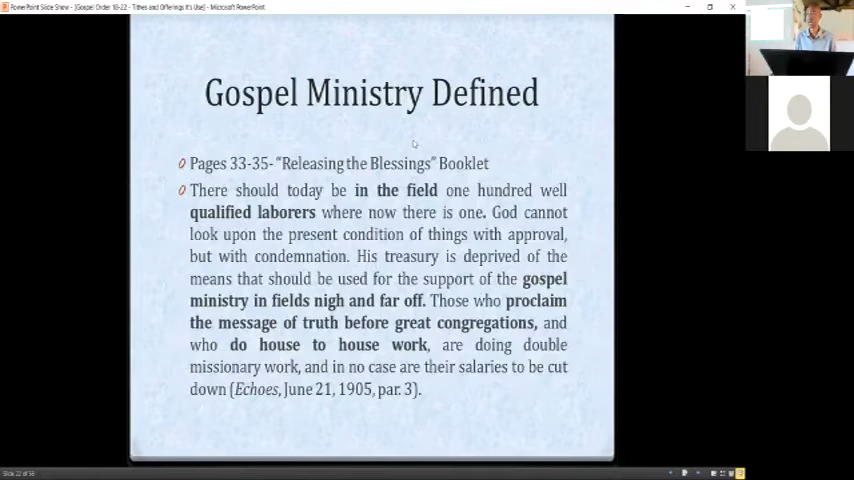 PowerPoint Slide Show - [Gospel Order 18-22 - Tithes and Offerings It's Use] - Microsoft PowerPoint
Gospel Ministry Defined
Pages 33-35- “Releasing the Blessings” Booklet
There should today be in the field one hundred well
qualified laborers where now there is one. God cannot
look upon the present condition of things with approval,
but with condemnation. His treasury is deprived of the
means that should be used for the support of the gospel
ministry in fields nigh and far off. Those who proclaim
the message of truth before great congregations, and
who do house to house work, are doing double
missionary work, and in no case are their salaries to be cut
down (Echoes, June 21, 1905, par. 3).
Slide 22 of 56